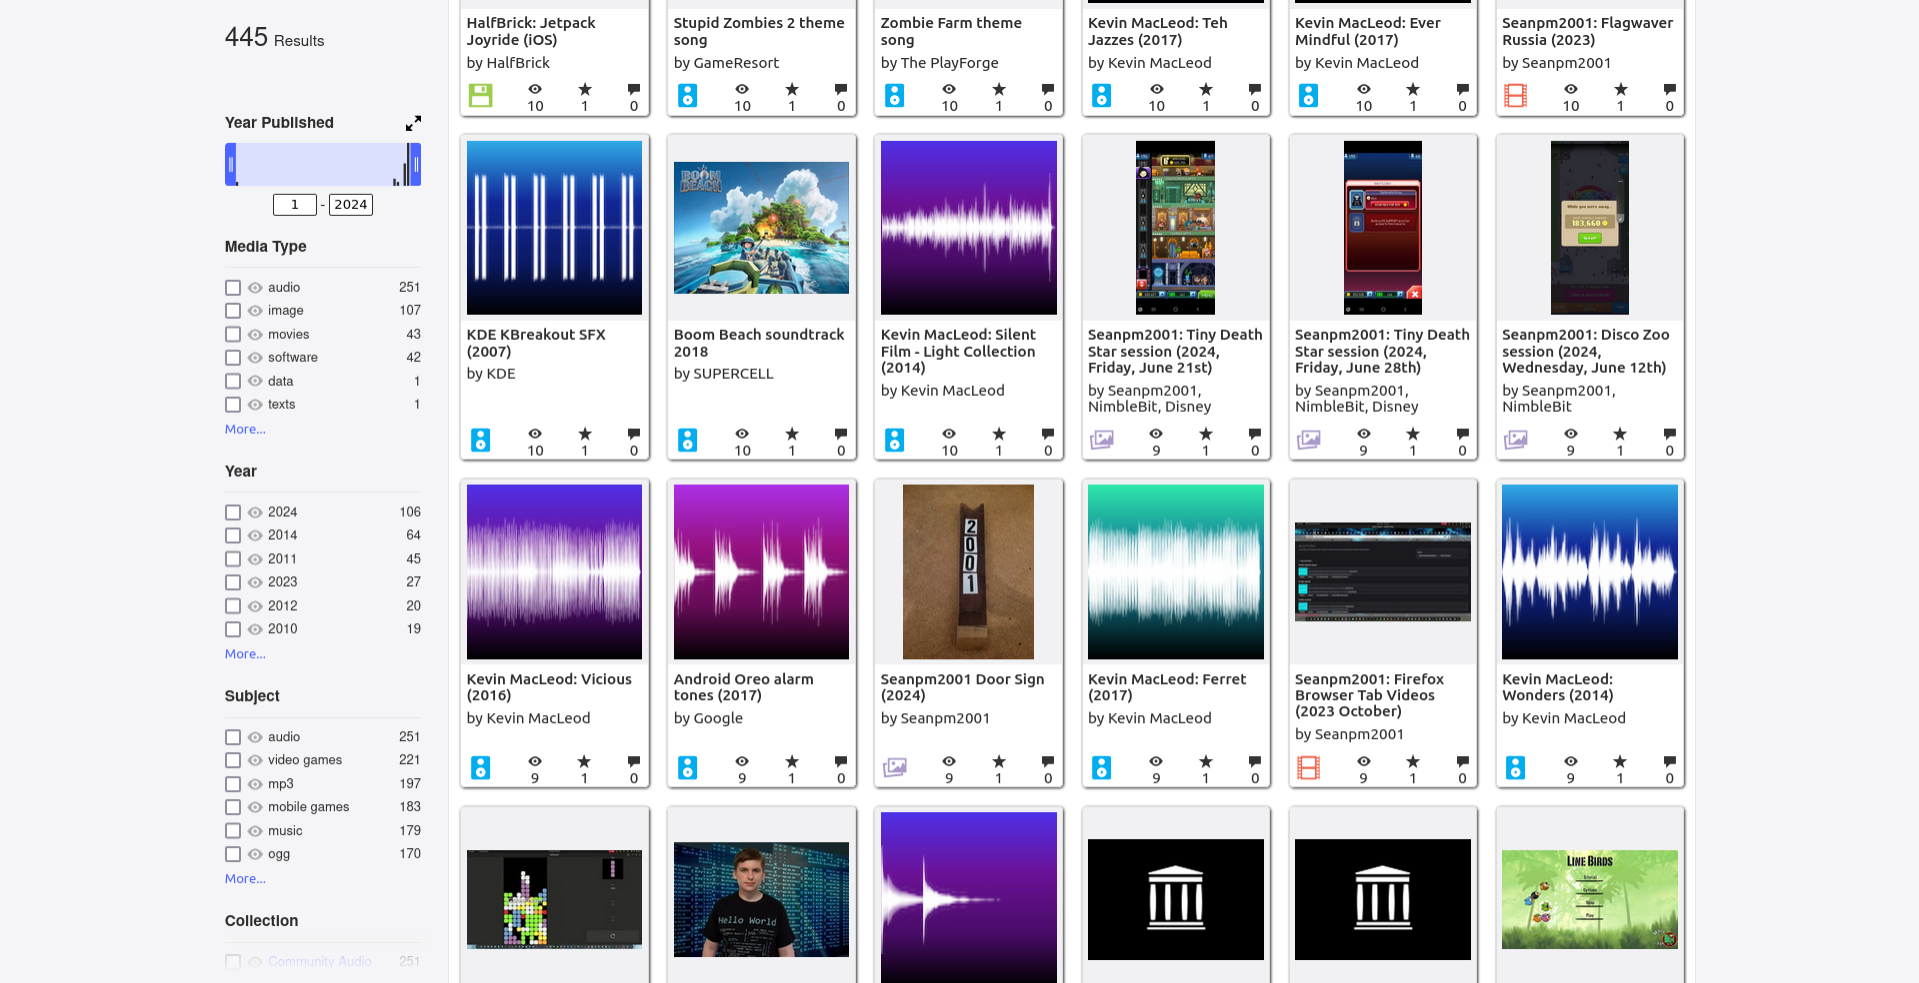 445 Results
Year Published
1 - 2024
Media Type
audio 251
image 107
movies 43
software 42
data 1
texts 1
More...
Year
2024 106
2014 64
2011 45
2023 27
2012 20
2010 19
More...
Subject
audio 251
video games 221
mp3 197
mobile games 183
music 179
ogg 170
More...
Collection
Community Audio 251
HalfBrick: Jetpack
Joyride (iOS)
by HalfBrick
10 1 0
Stupid Zombies 2 theme
song
by GameResort
10 1 0
Zombie Farm theme
song
by The PlayForge
10 1 0
Kevin MacLeod: Teh
Jazzes (2017)
by Kevin MacLeod
10 1 0
Kevin MacLeod: Ever
Mindful (2017)
by Kevin MacLeod
10 1 0
Seanpm2001: Flagwaver
Russia (2023)
by Seanpm2001
10 1 0
KDE KBreakout SFX
(2007)
by KDE
10 1 0
BOOM
BEACH
Boom Beach soundtrack
2018
by SUPERCELL
10 1 0
Kevin MacLeod: Silent
Film - Light Collection
(2014)
by Kevin MacLeod
10 1 0
Seanpm2001: Tiny Death
Star session (2024,
Friday, June 21st)
by Seanpm2001,
NimbleBit, Disney
9 1 0
Seanpm2001: Tiny Death
Star session (2024,
Friday, June 28th)
by Seanpm2001,
NimbleBit, Disney
9 1 0
While you were away...
183,660
Seanpm2001: Disco Zoo
session (2024,
Wednesday, June 12th)
by Seanpm2001,
NimbleBit
9 1 0
Kevin MacLeod: Vicious
(2016)
by Kevin MacLeod
9 1 0
Android Oreo alarm
tones (2017)
by Google
9 1 0
2001
Seanpm2001 Door Sign
(2024)
by Seanpm2001
9 1 0
Kevin MacLeod: Ferret
(2017)
by Kevin MacLeod
9 1 0
Seanpm2001: Firefox
Browser Tab Videos
(2023 October)
by Seanpm2001
9 1 0
Kevin MacLeod:
Wonders (2014)
by Kevin MacLeod
9 1 0
Hello World
LINE BIRDS
Tutorial
Options
Play